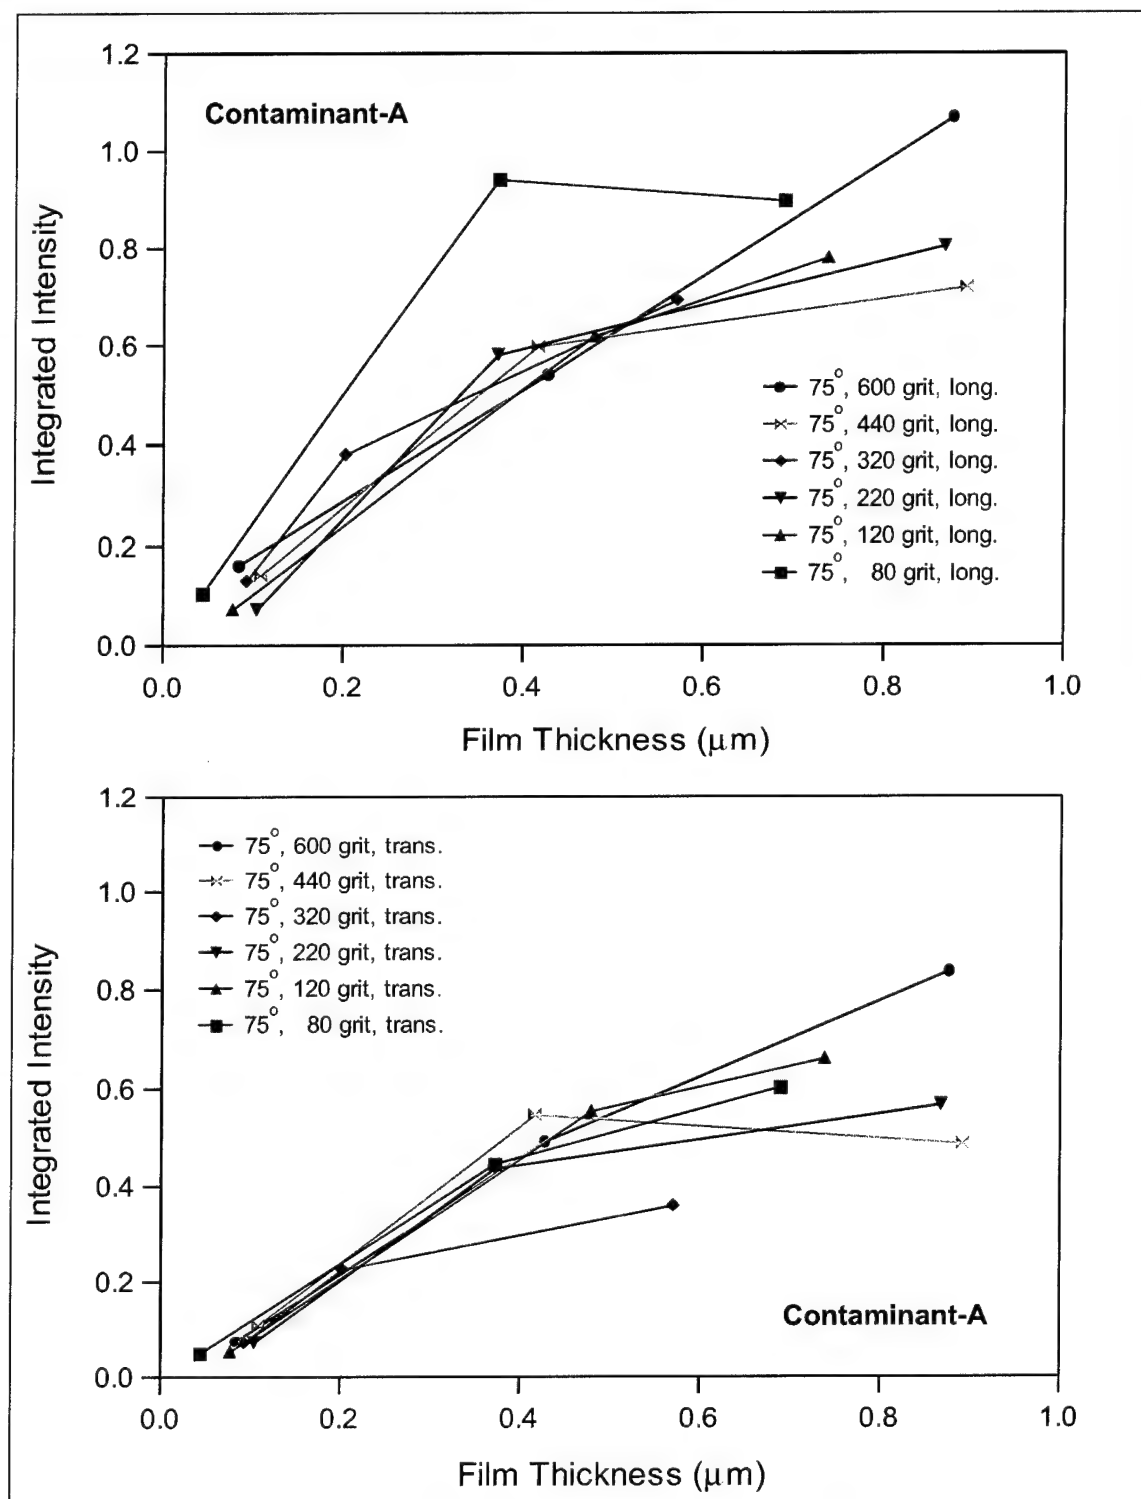 1.2
Contaminant-A
1.0
0.8
0.6
0.4
0.2
0.0
Integrated Intensity
75°, 600 grit, long.
75°, 440 grit, long.
75°, 320 grit, long.
75°, 220 grit, long.
75°, 120 grit, long.
75°, 80 grit, long.
0.0 0.2 0.4 0.6 0.8 1.0
Film Thickness (μm)
1.2
1.0
0.8
0.6
0.4
0.2
0.0
Integrated Intensity
75°, 600 grit, trans.
75°, 440 grit, trans.
75°, 320 grit, trans.
75°, 220 grit, trans.
75°, 120 grit, trans.
75°, 80 grit, trans.
Contaminant-A
0.0 0.2 0.4 0.6 0.8 1.0
Film Thickness (μm)